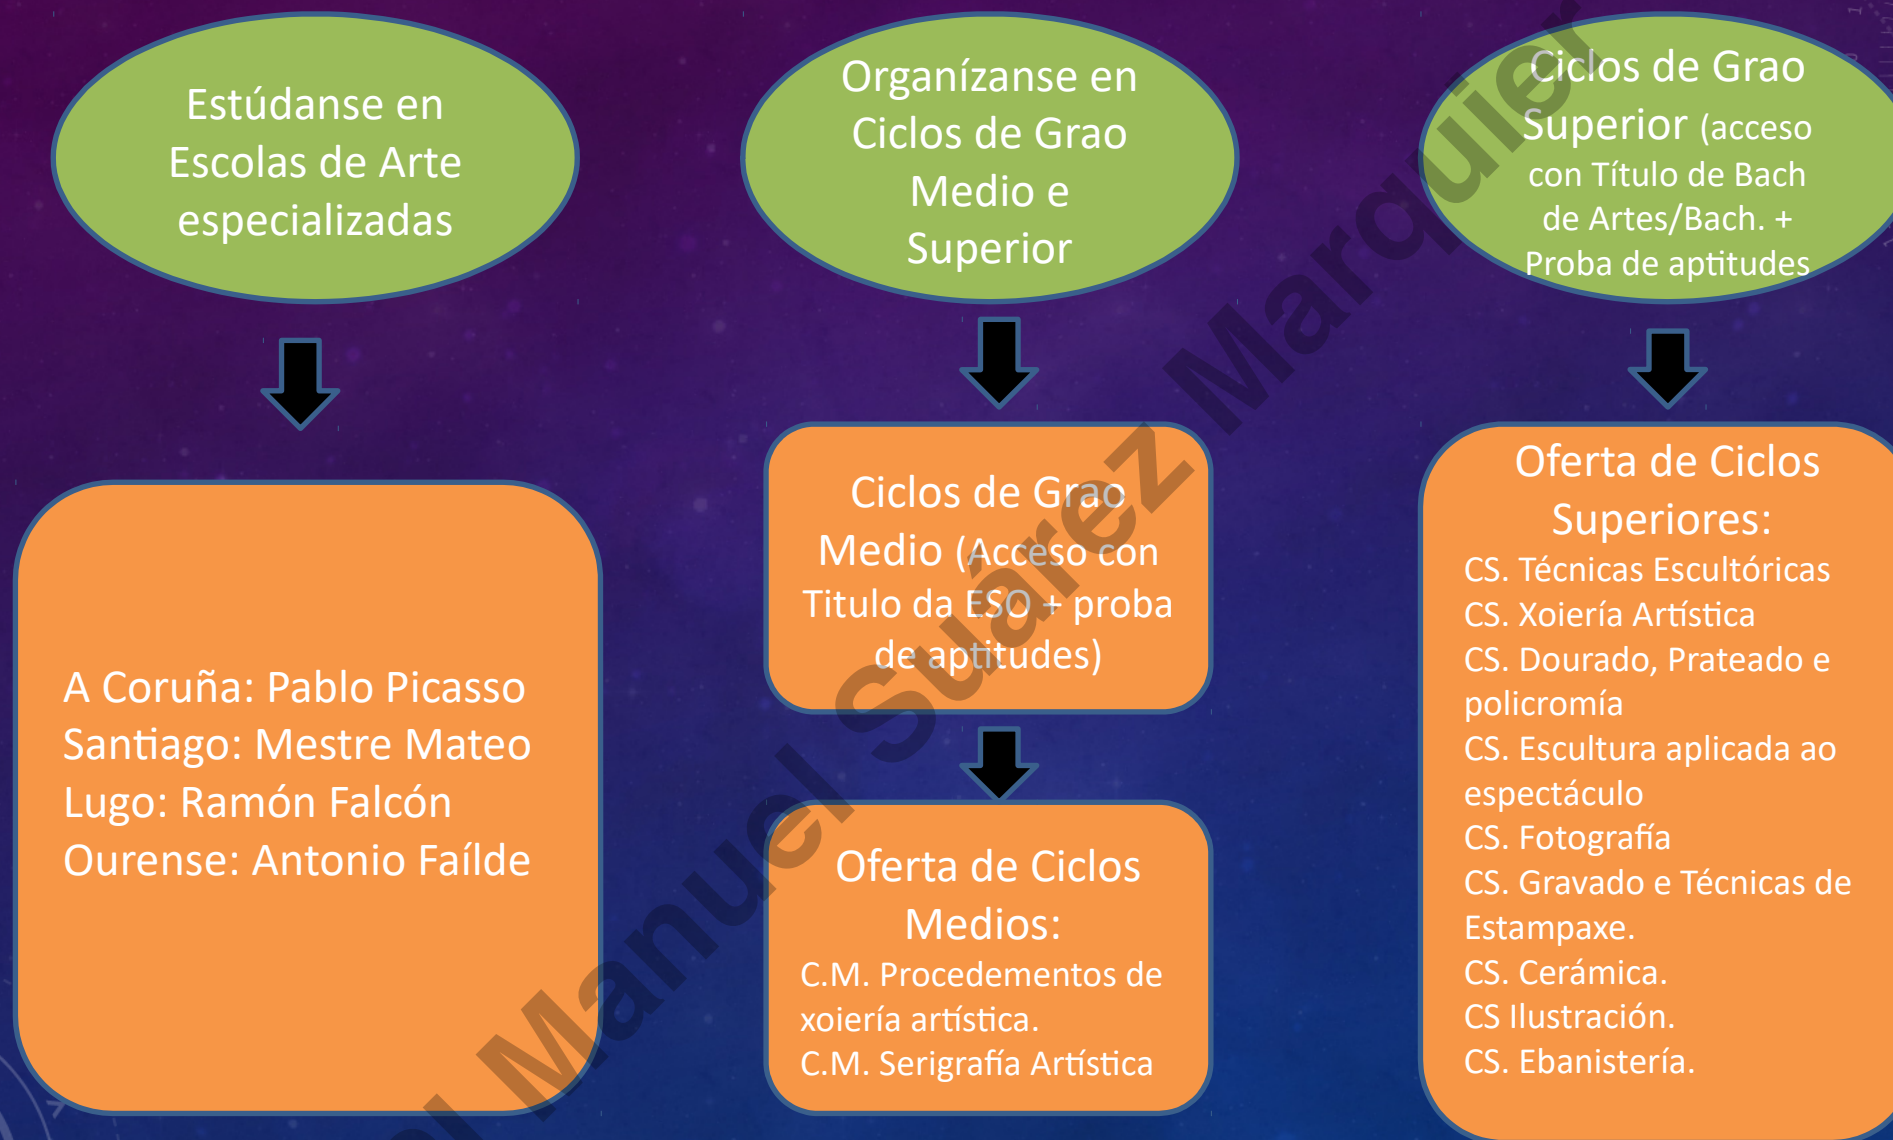 Estúdanse en
Escolas de Arte
especializadas
A Coruña: Pablo Picasso
Santiago: Mestre Mateo
Lugo: Ramón Falcón
Ourense: Antonio Faílde
Organízanse en
Ciclos de Grao
Medio e
Superior
Ciclos de Grao
Medio (Acceso con
Titulo da ESO + proba
de aptitudes)
Oferta de Ciclos
Medios:
C.M. Procedementos de
xoiería artística.
C.M. Serigrafía Artística
Ciclos de Grao
Superior (acceso
con Título de Bach
de Artes/Bach. +
Proba de aptitudes
Oferta de Ciclos
Superiores:
CS. Técnicas Escultóricas
CS. Xoiería Artística
CS. Dourado, Prateado e
policromía
CS. Escultura aplicada ao
espectáculo
CS. Fotografía
CS. Gravado e Técnicas de
Estampaxe.
CS. Cerámica.
CS Ilustración.
CS. Ebanistería.
Manuel Suárez Marquier